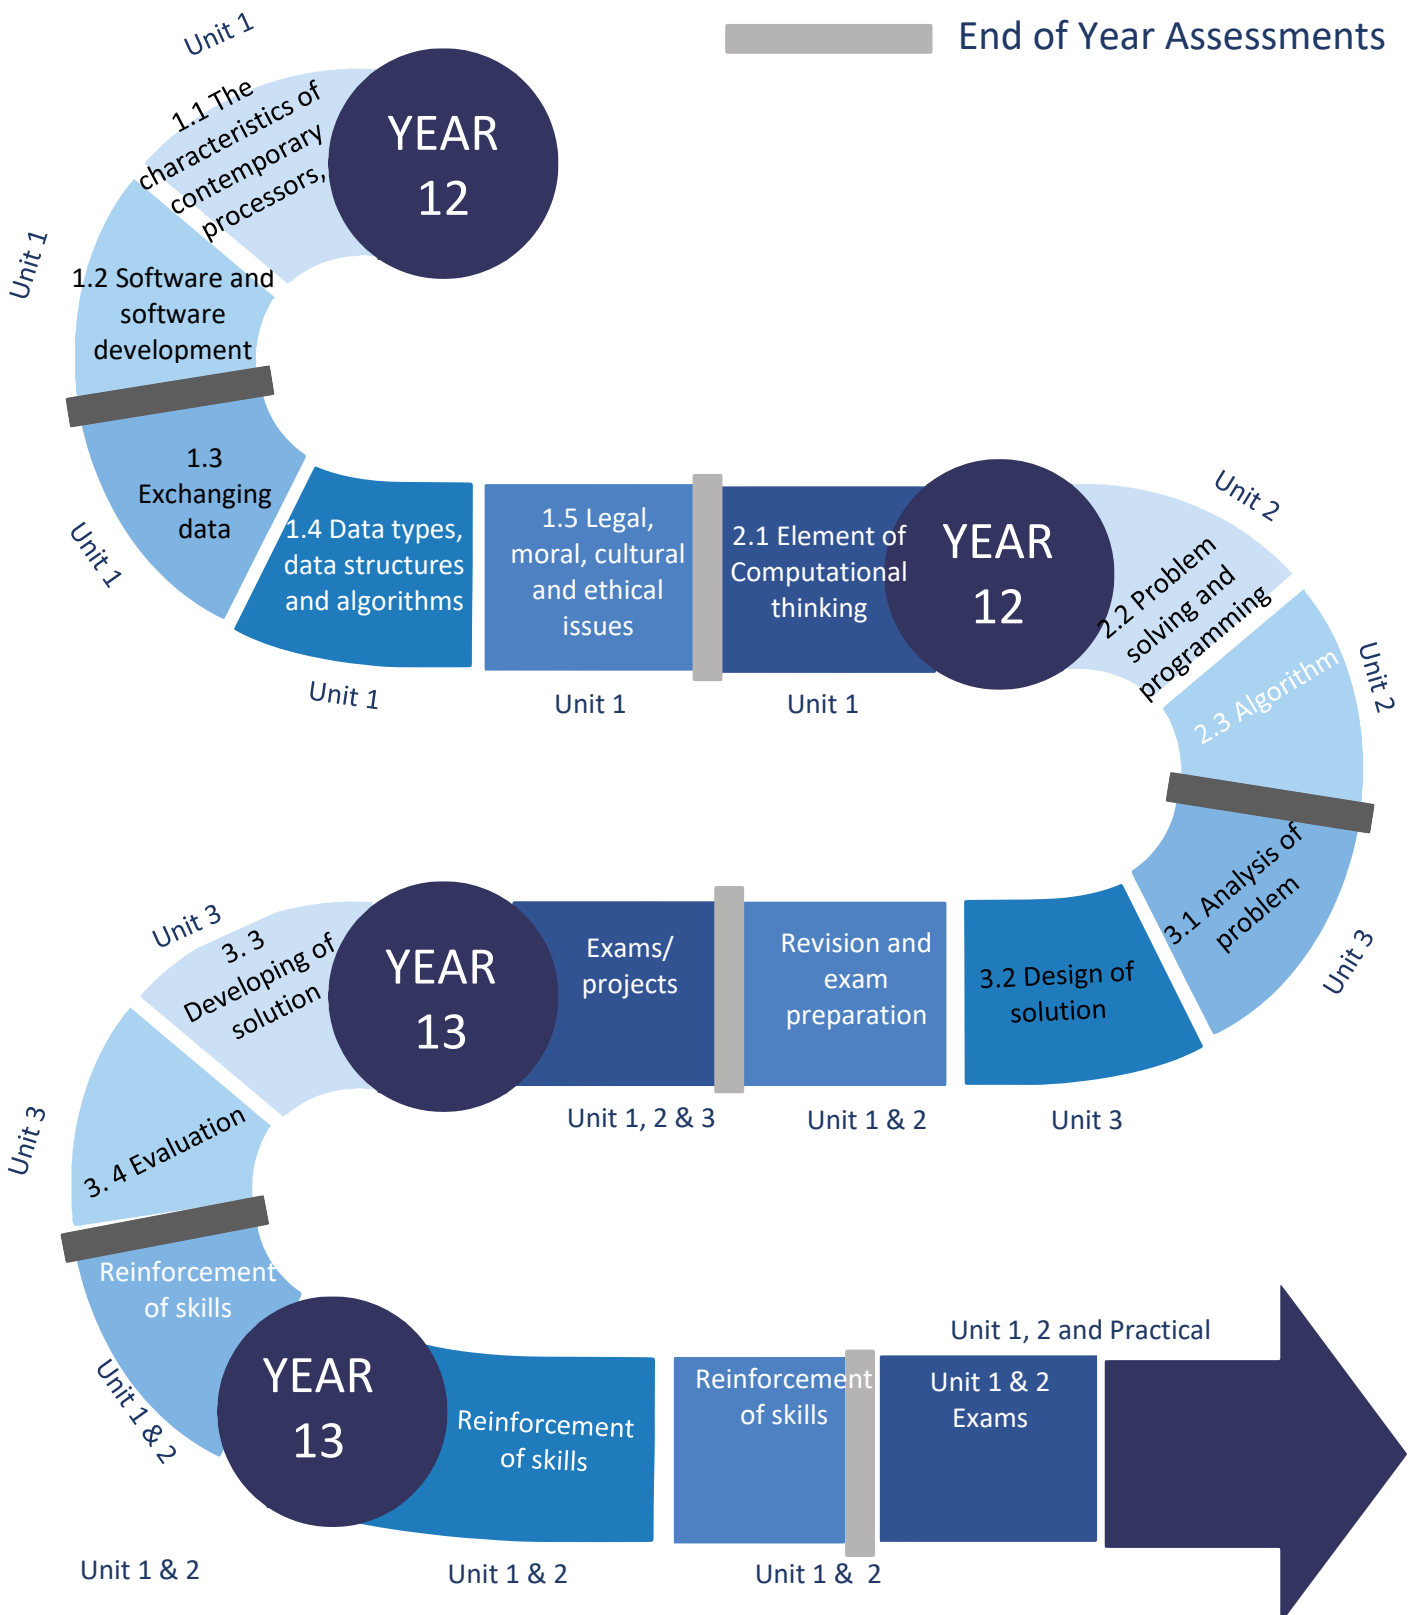 Unit 1
End of Year Assessments
1.1 The
characteristics of
contemporary
processors,
YEAR
12
Unit 1
1.2 Software and
software
development
1.3
Exchanging
data
Unit 1
1.4 Data types,
data structures
and algorithms
Unit 1
1.5 Legal,
moral, cultural
and ethical
issues
Unit 1
2.1 Element of
Computational
thinking
Unit 1
YEAR
12
Unit 2
2.2 Problem
solving and
programming
Unit 2
2.3 Algorithm
3.1 Analysis of
problem
Unit 3
3.2 Design of
solution
Unit 3
Revision and
exam
preparation
Unit 1 & 2
Exams/
projects
Unit 1, 2 & 3
YEAR
13
Unit 3
3. 3
Developing of
solution
Unit 3
3. 4 Evaluation
Reinforcement
of skills
Unit 1 & 2
YEAR
13
Unit 1 & 2
Reinforcement
of skills
Unit 1 & 2
Reinforcement
of skills
Unit 1 &  2
Unit 1 & 2
Exams
Unit 1, 2 and Practical